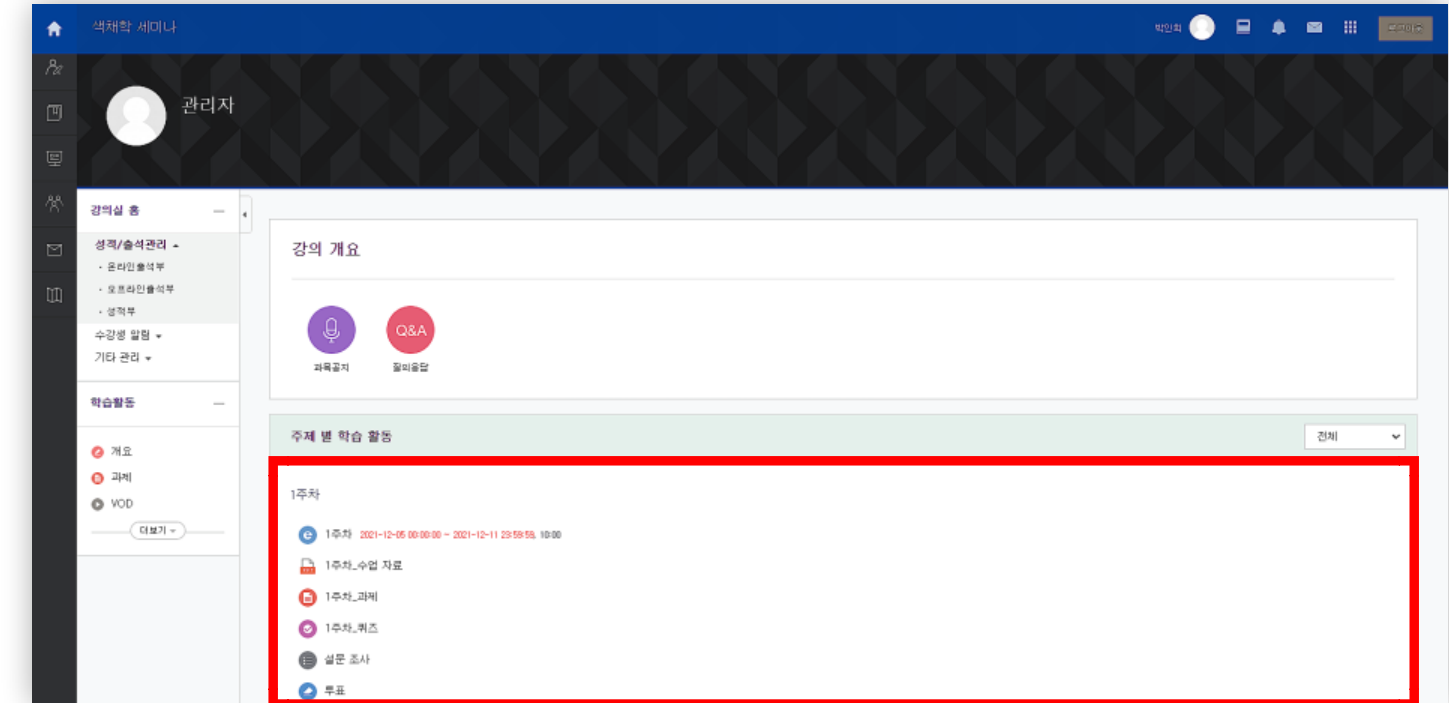 색채학 세미나
박인희
로그아웃
관리자
강의실 홈
성적/출석관리
온라인출석부
오프라인출석부
성적부
수강생 알림
기타 관리
학습활동
개요
과제
VOD
더보기
강의 개요
Q&A
과목공지
질의응답
주제 별 학습 활동
전체
1주차
1주차 2021-12-05 00:00:00 ~ 2021-12-11 23:59:59, 10:00
1주차_수업 자료
1주차_과제
1주차_퀴즈
설문 조사
투표